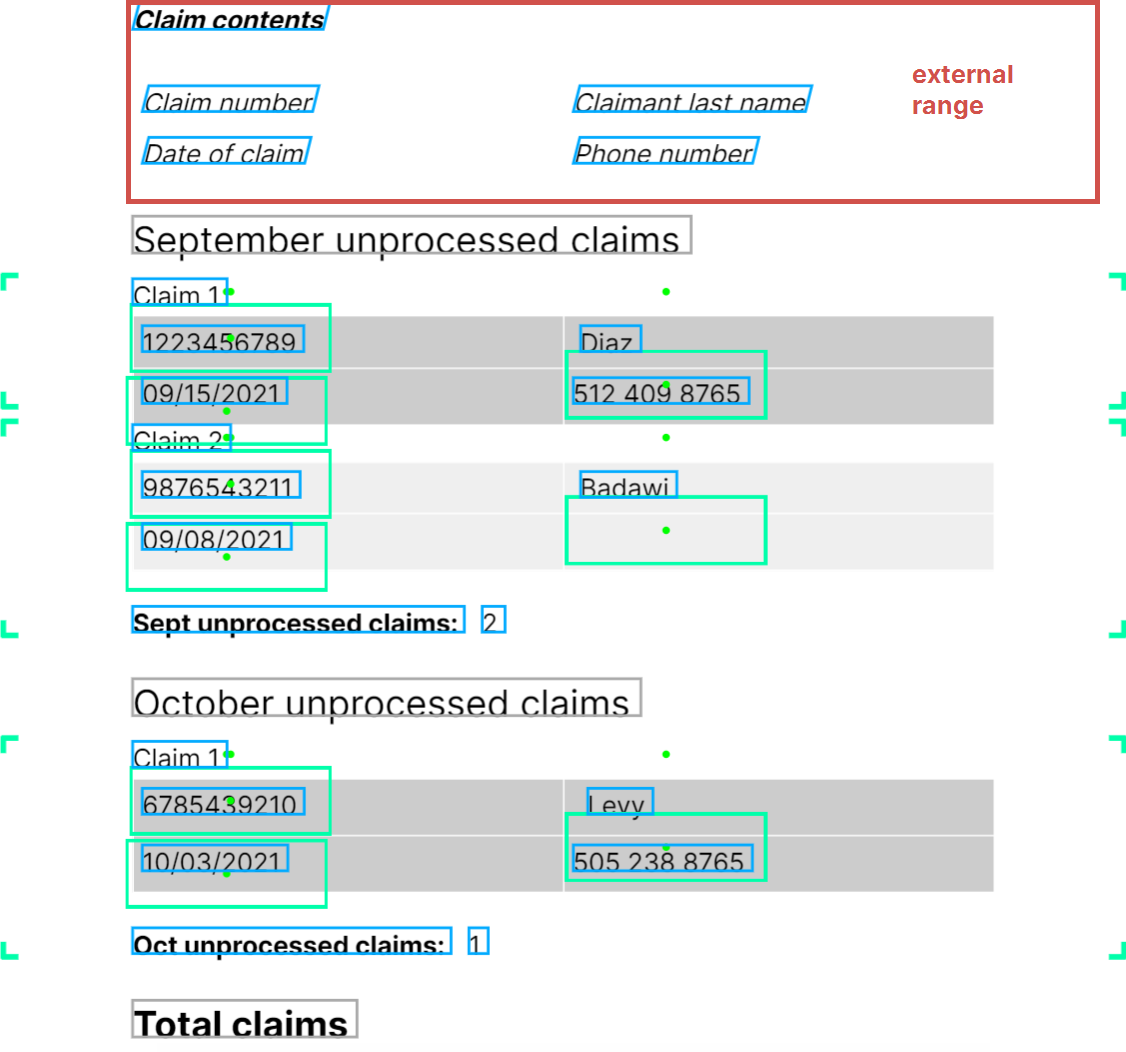 Claim contents
external
range
Claim number Claimant last name
Date of claim Phone number
September unprocessed claims
Claim 1
1223456789 Diaz
09/15/2021 512 409 8765
Claim 2
9876543211 Badawi
09/08/2021
Sept unprocessed claims: 2
October unprocessed claims
Claim 1
6785439210 Levy
10/03/2021 505 238 8765
Oct unprocessed claims: 1
Total claims